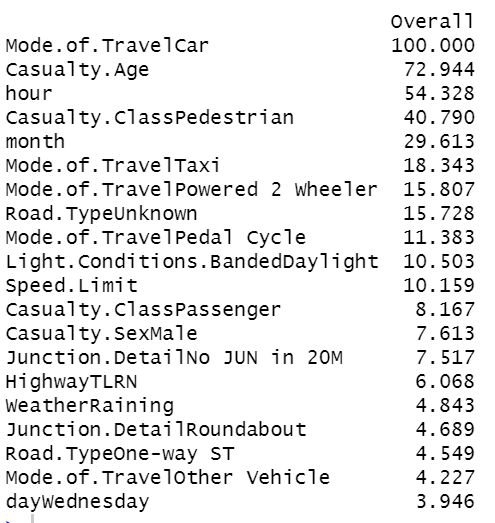 Overall
Mode.of.TravelCar 100.000
Casualty.Age 72.944
hour 54.328
Casualty.ClassPedestrian 40.790
month 29.613
Mode.of.TravelTaxi 18.343
Mode.of.TravelPowered 2 Wheeler 15.807
Road.TypeUnknown 15.728
Mode.of.TravelPedal Cycle 11.383
Light.Conditions.BandedDaylight 10.503
Speed.Limit 10.159
Casualty.ClassPassenger 8.167
Casualty.SexMale 7.613
Junction.DetailNo JUN in 20M 7.517
HighwayTLRN 6.068
WeatherRaining 4.843
Junction.DetailRoundabout 4.689
Road.TypeOne-way ST 4.549
Mode.of.TravelOther Vehicle 4.227
dayWednesday 3.946